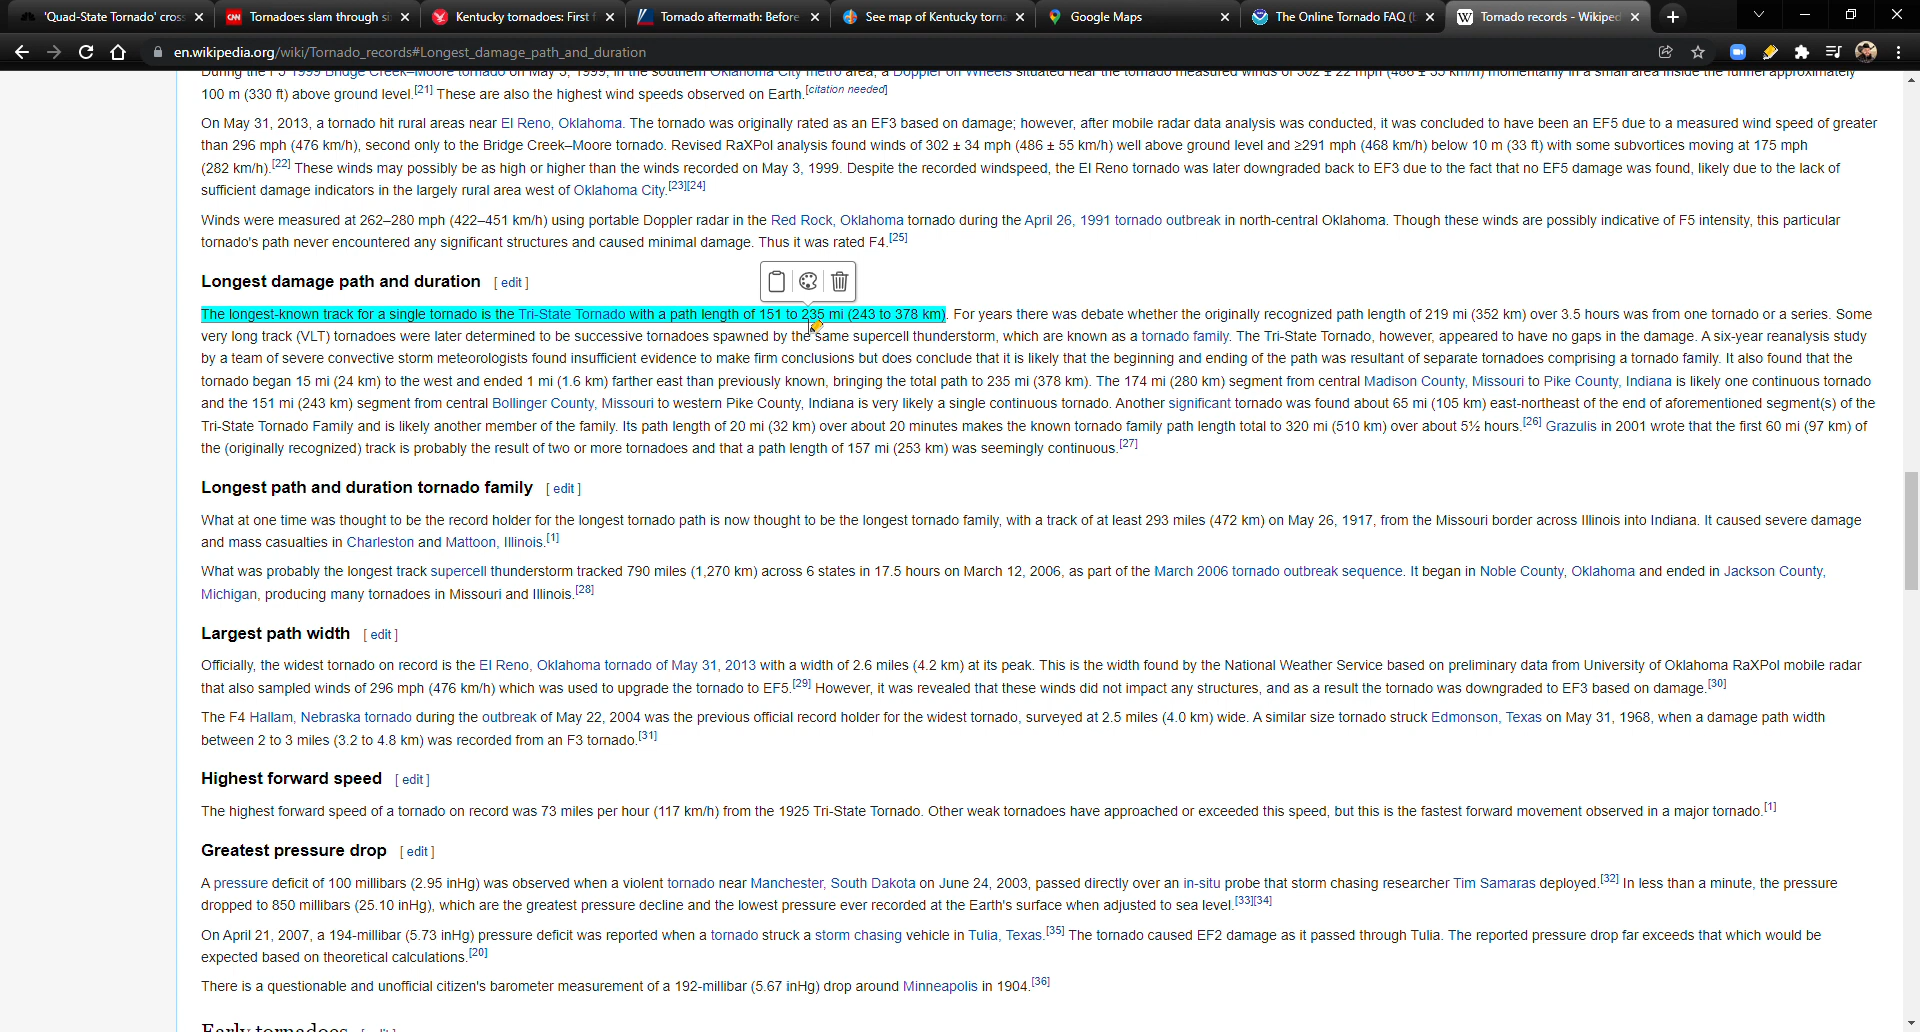 'Quad-State Tornado' cross
CNN Tornadoes slam through si
Kentucky tornadoes: First f
Tornado aftermath: Before
See map of Kentucky torna
Google Maps
The Online Tornado FAQ (b
W Tornado records - Wikiped
en.wikipedia.org/wiki/Tornado_records#Longest_damage_path_and_duration
During the F5 1999 Bridge Creek–Moore tornado on May 3, 1999, in the southern Oklahoma City metro area, a Doppler on Wheels situated near the tornado measured winds of 302 ± 22 mph (486 ± 35 km/h) momentarily in a small area inside the funnel approximately
100 m (330 ft) above ground level.[21] These are also the highest wind speeds observed on Earth.[citation needed]
On May 31, 2013, a tornado hit rural areas near El Reno, Oklahoma. The tornado was originally rated as an EF3 based on damage; however, after mobile radar data analysis was conducted, it was concluded to have been an EF5 due to a measured wind speed of greater
than 296 mph (476 km/h), second only to the Bridge Creek–Moore tornado. Revised RaXPol analysis found winds of 302 ± 34 mph (486 ± 55 km/h) well above ground level and ≥291 mph (468 km/h) below 10 m (33 ft) with some subvortices moving at 175 mph
(282 km/h).[22] These winds may possibly be as high or higher than the winds recorded on May 3, 1999. Despite the recorded windspeed, the El Reno tornado was later downgraded back to EF3 due to the fact that no EF5 damage was found, likely due to the lack of
sufficient damage indicators in the largely rural area west of Oklahoma City.[23][24]
Winds were measured at 262–280 mph (422–451 km/h) using portable Doppler radar in the Red Rock, Oklahoma tornado during the April 26, 1991 tornado outbreak in north-central Oklahoma. Though these winds are possibly indicative of F5 intensity, this particular
tornado's path never encountered any significant structures and caused minimal damage. Thus it was rated F4.[25]
Longest damage path and duration [ edit ]
The longest-known track for a single tornado is the Tri-State Tornado with a path length of 151 to 235 mi (243 to 378 km). For years there was debate whether the originally recognized path length of 219 mi (352 km) over 3.5 hours was from one tornado or a series. Some
very long track (VLT) tornadoes were later determined to be successive tornadoes spawned by the same supercell thunderstorm, which are known as a tornado family. The Tri-State Tornado, however, appeared to have no gaps in the damage. A six-year reanalysis study
by a team of severe convective storm meteorologists found insufficient evidence to make firm conclusions but does conclude that it is likely that the beginning and ending of the path was resultant of separate tornadoes comprising a tornado family. It also found that the
tornado began 15 mi (24 km) to the west and ended 1 mi (1.6 km) farther east than previously known, bringing the total path to 235 mi (378 km). The 174 mi (280 km) segment from central Madison County, Missouri to Pike County, Indiana is likely one continuous tornado
and the 151 mi (243 km) segment from central Bollinger County, Missouri to western Pike County, Indiana is very likely a single continuous tornado. Another significant tornado was found about 65 mi (105 km) east-northeast of the end of aforementioned segment(s) of the
Tri-State Tornado Family and is likely another member of the family. Its path length of 20 mi (32 km) over about 20 minutes makes the known tornado family path length total to 320 mi (510 km) over about 5½ hours.[26] Grazulis in 2001 wrote that the first 60 mi (97 km) of
the (originally recognized) track is probably the result of two or more tornadoes and that a path length of 157 mi (253 km) was seemingly continuous.[27]
Longest path and duration tornado family [ edit ]
What at one time was thought to be the record holder for the longest tornado path is now thought to be the longest tornado family, with a track of at least 293 miles (472 km) on May 26, 1917, from the Missouri border across Illinois into Indiana. It caused severe damage
and mass casualties in Charleston and Mattoon, Illinois.[1]
What was probably the longest track supercell thunderstorm tracked 790 miles (1,270 km) across 6 states in 17.5 hours on March 12, 2006, as part of the March 2006 tornado outbreak sequence. It began in Noble County, Oklahoma and ended in Jackson County,
Michigan, producing many tornadoes in Missouri and Illinois.[28]
Largest path width [ edit ]
Officially, the widest tornado on record is the El Reno, Oklahoma tornado of May 31, 2013 with a width of 2.6 miles (4.2 km) at its peak. This is the width found by the National Weather Service based on preliminary data from University of Oklahoma RaXPol mobile radar
that also sampled winds of 296 mph (476 km/h) which was used to upgrade the tornado to EF5.[29] However, it was revealed that these winds did not impact any structures, and as a result the tornado was downgraded to EF3 based on damage.[30]
The F4 Hallam, Nebraska tornado during the outbreak of May 22, 2004 was the previous official record holder for the widest tornado, surveyed at 2.5 miles (4.0 km) wide. A similar size tornado struck Edmonson, Texas on May 31, 1968, when a damage path width
between 2 to 3 miles (3.2 to 4.8 km) was recorded from an F3 tornado.[31]
Highest forward speed [ edit ]
The highest forward speed of a tornado on record was 73 miles per hour (117 km/h) from the 1925 Tri-State Tornado. Other weak tornadoes have approached or exceeded this speed, but this is the fastest forward movement observed in a major tornado.[1]
Greatest pressure drop [ edit ]
A pressure deficit of 100 millibars (2.95 inHg) was observed when a violent tornado near Manchester, South Dakota on June 24, 2003, passed directly over an in-situ probe that storm chasing researcher Tim Samaras deployed.[32] In less than a minute, the pressure
dropped to 850 millibars (25.10 inHg), which are the greatest pressure decline and the lowest pressure ever recorded at the Earth's surface when adjusted to sea level.[33][34]
On April 21, 2007, a 194-millibar (5.73 inHg) pressure deficit was reported when a tornado struck a storm chasing vehicle in Tulia, Texas.[35] The tornado caused EF2 damage as it passed through Tulia. The reported pressure drop far exceeds that which would be
expected based on theoretical calculations.[20]
There is a questionable and unofficial citizen's barometer measurement of a 192-millibar (5.67 inHg) drop around Minneapolis in 1904.[36]
Early tornadoes [ edit ]